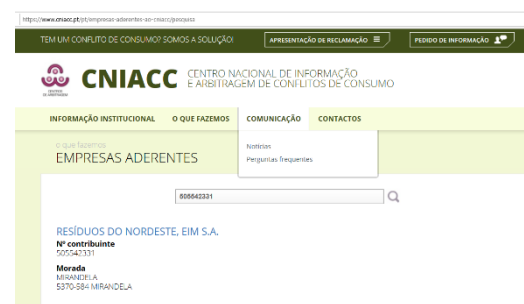 https://www.cniacc.pt/pt/empresas-aderentes-ao-cniacc/pesquisa
TEM UM CONFLITO DE CONSUMO? SOMOS A SOLUÇÃO!
APRESENTAÇÃO DE RECLAMAÇÃO
PEDIDO DE INFORMAÇÃO
CNIACC
CENTRO NACIONAL DE INFORMAÇÃO
E ARBITRAGEM DE CONFLITOS DE CONSUMO
INFORMAÇÃO INSTITUCIONAL O QUE FAZEMOS COMUNICAÇÃO CONTACTOS
o que fazemos
EMPRESAS ADERENTES
Notícias
Perguntas frequentes
505542331
RESÍDUOS DO NORDESTE, EIM S.A.
Nº contribuinte
505542331
Morada
MIRANDELA
5370-584 MIRANDELA